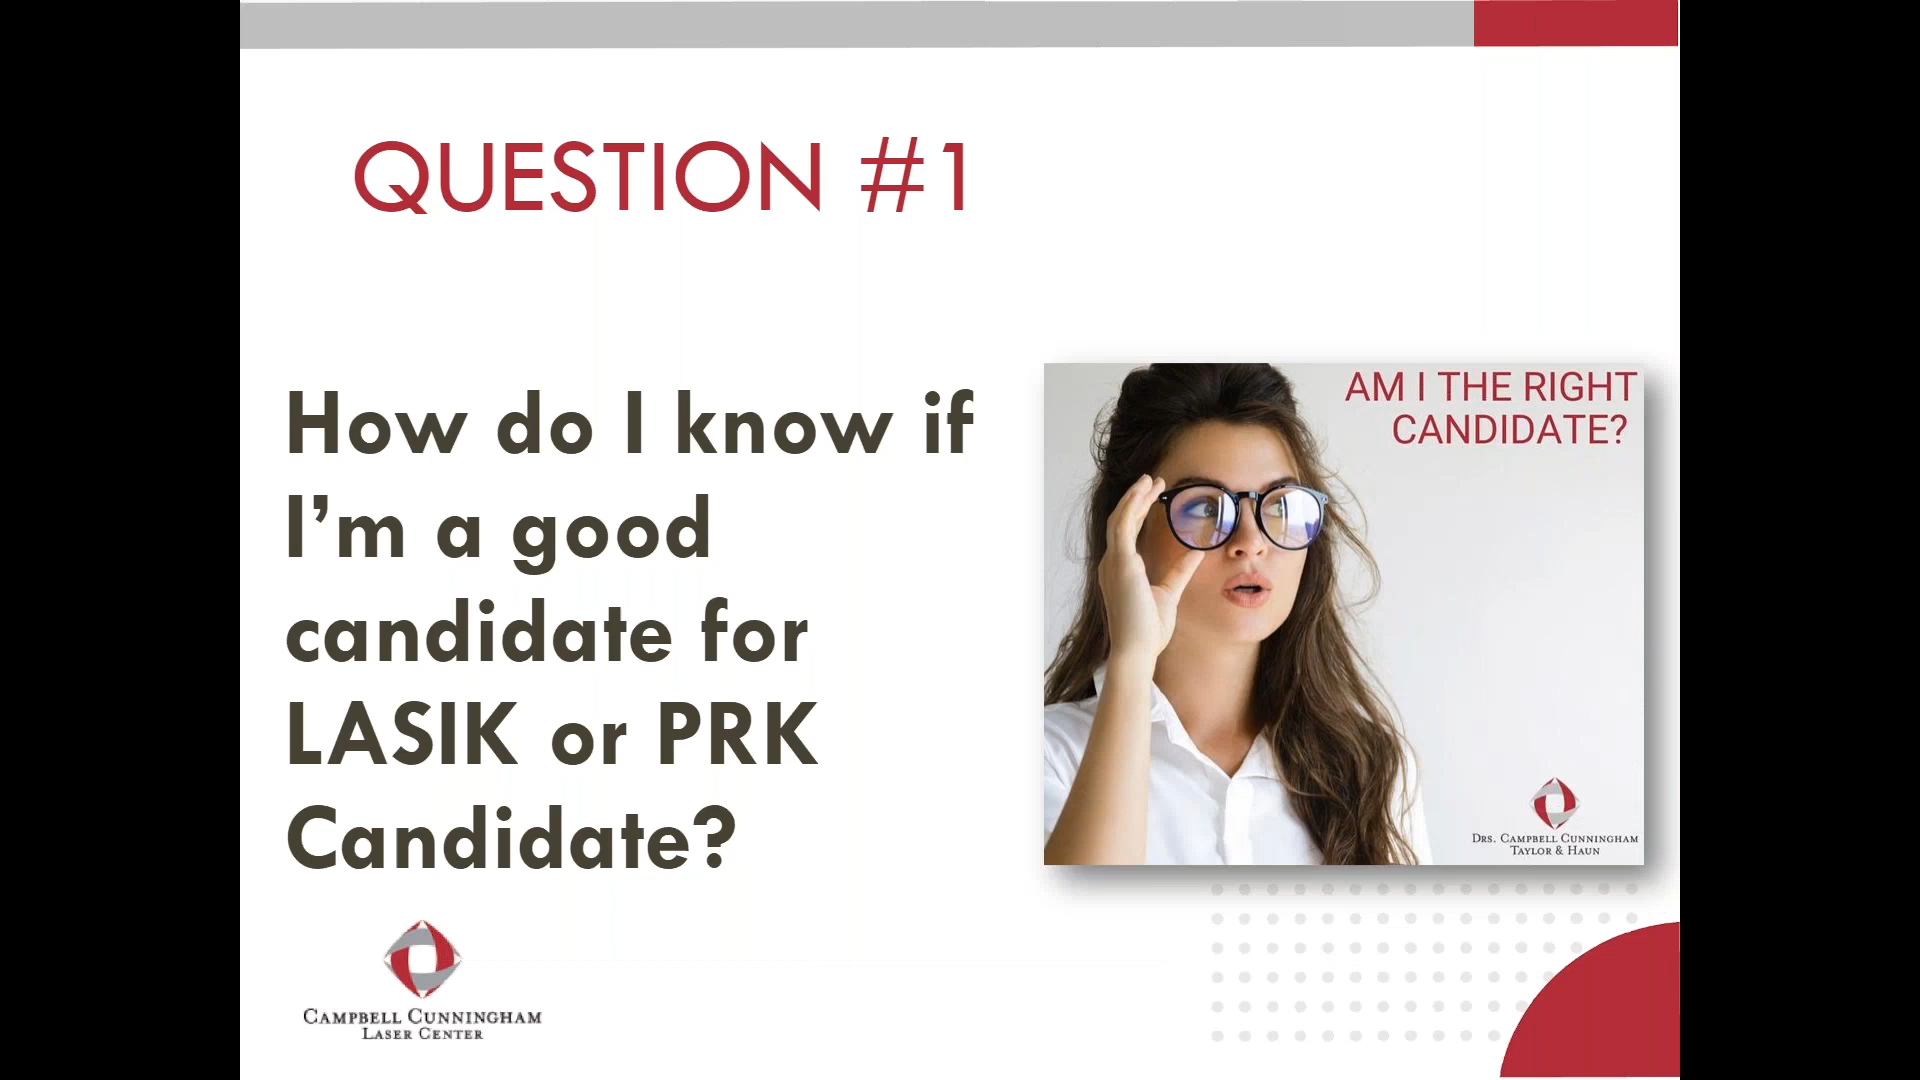 QUESTION #1
How do I know if
I’m a good
candidate for
LASIK or PRK
Candidate?
AM I THE RIGHT
CANDIDATE?
DRS. CAMPBELL CUNNINGHAM
TAYLOR & HAUN
CAMPBELL CUNNINGHAM
LASER CENTER